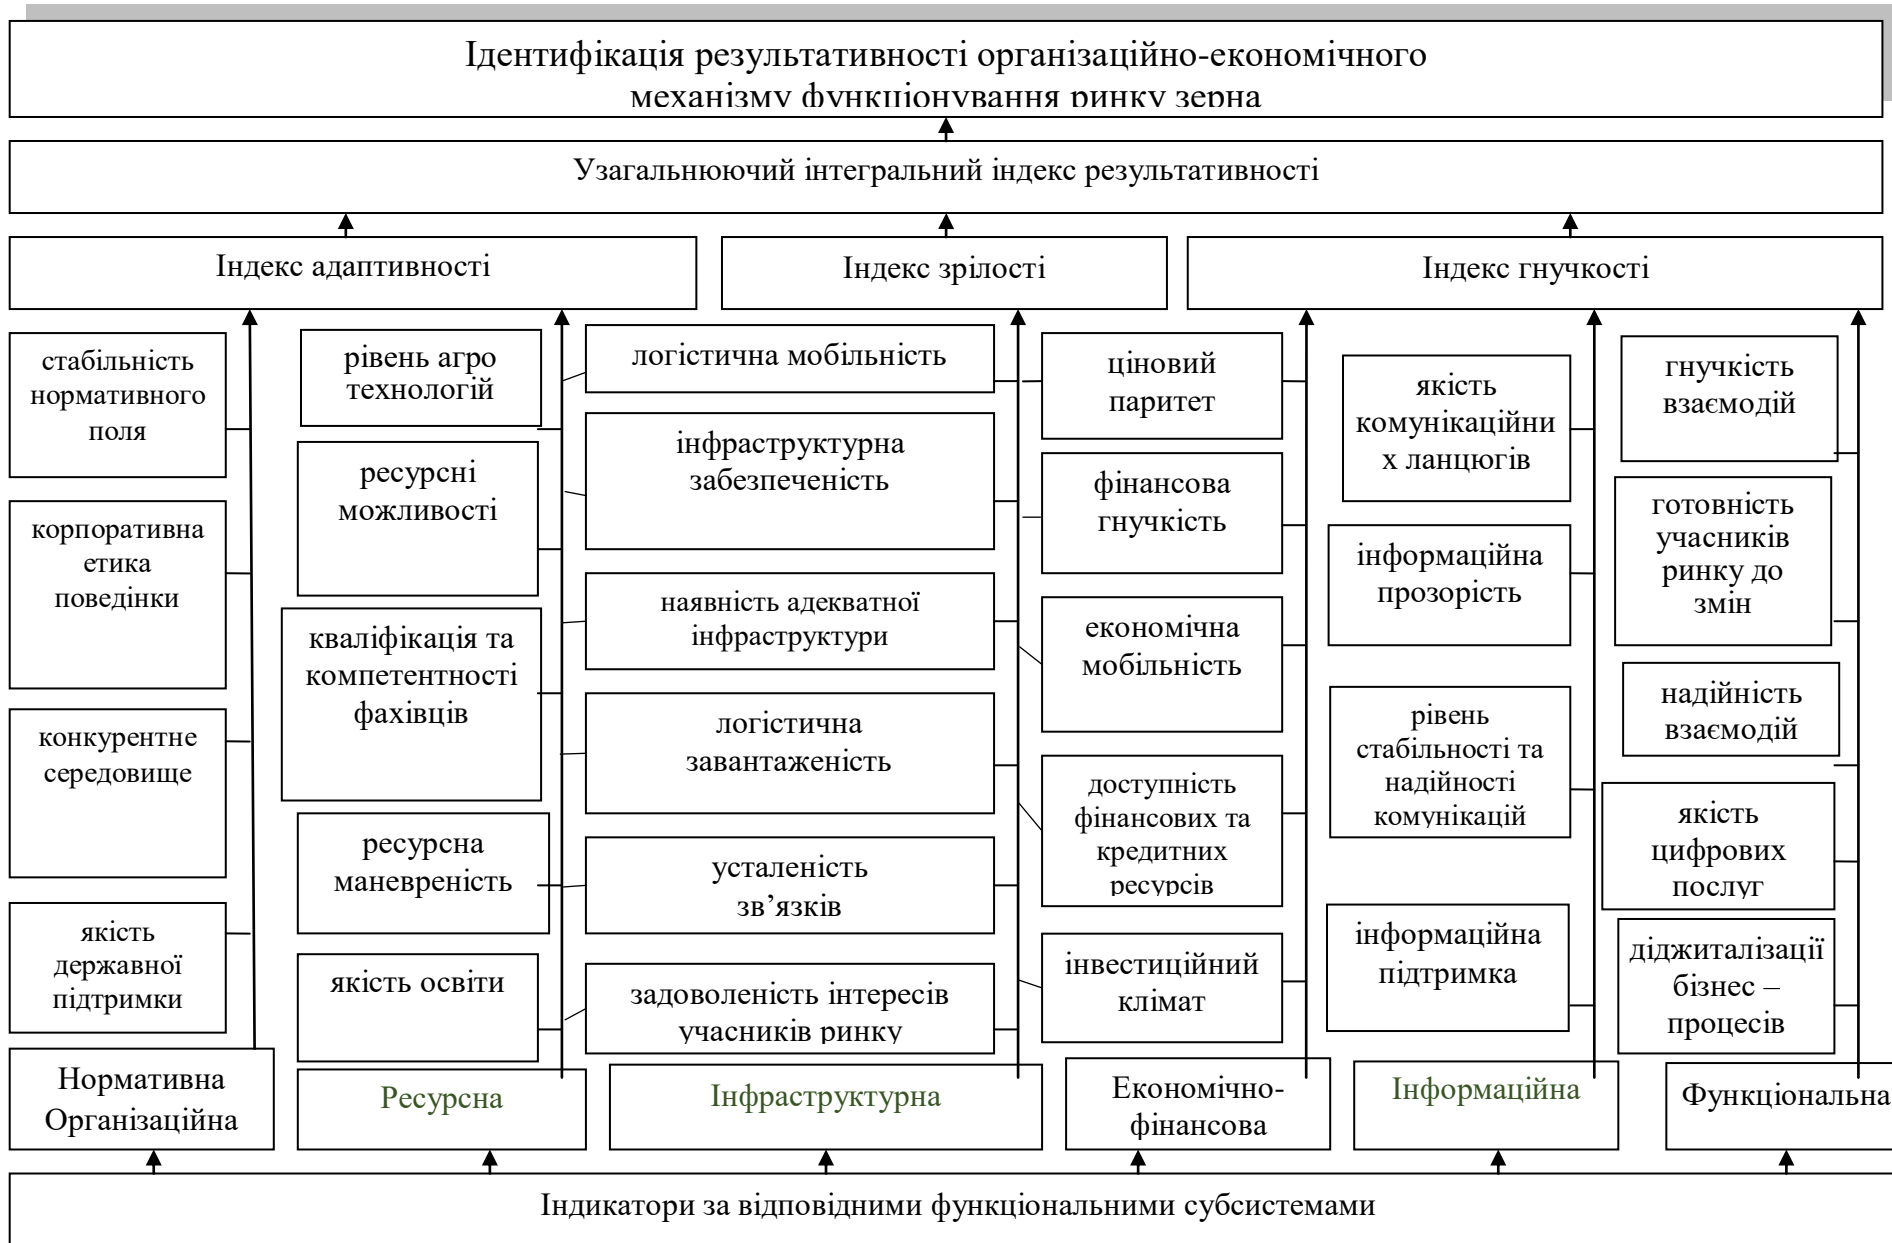 Ідентифікація результативності організаційно-економічного
механізму функціонування ринку зерна
Узагальнюючий інтегральний індекс результативності
Індекс адаптивності
Індекс зрілості
Індекс гнучкості
стабільність
нормативного
поля
корпоративна
етика
поведінки
конкурентне
середовище
якість
державної
підтримки
рівень агро
технологій
ресурсні
можливості
кваліфікація та
компетентності
фахівців
ресурсна
маневреність
якість освіти
логістична мобільність
інфраструктурна
забезпеченість
наявність адекватної
інфраструктури
логістична
завантаженість
усталеність
зв’язків
задоволеність інтересів
учасників ринку
ціновий
паритет
фінансова
гнучкість
економічна
мобільність
доступність
фінансових та
кредитних
ресурсів
інвестиційний
клімат
якість
комунікаційни
х ланцюгів
інформаційна
прозорість
рівень
стабільності та
надійності
комунікацій
інформаційна
підтримка
гнучкість
взаємодій
готовність
учасників
ринку до
змін
надійність
взаємодій
якість
цифрових
послуг
діджиталізації
бізнес –
процесів
Нормативна
Організаційна
Ресурсна
Інфраструктурна
Економічно-
фінансова
Інформаційна
Функціональна
Індикатори за відповідними функціональними субсистемами